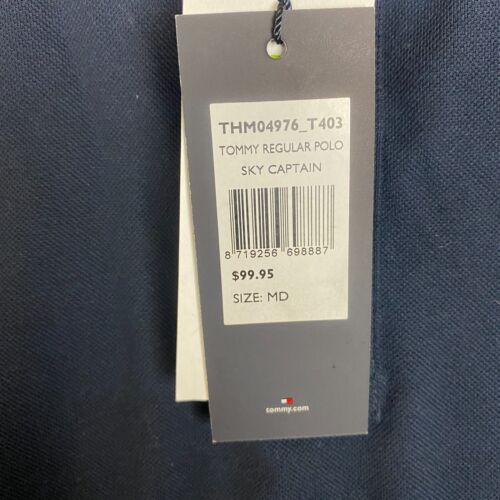 THM04976_T403
TOMMY REGULAR POLO
SKY CAPTAIN
8 719256 698887
$99.95
SIZE: MD
tommy.com